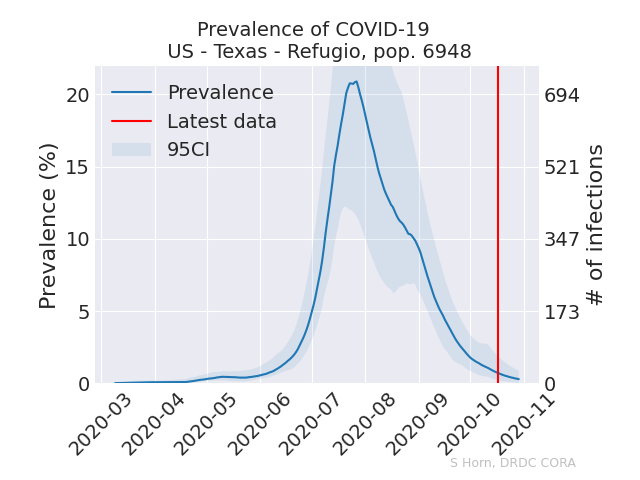 Prevalence of COVID-19
US - Texas - Refugio, pop. 6948
Prevalence
Latest data
95CI
Prevalence (%)
20
15
10
5
0
# of infections
694
521
347
173
0
2020-03
2020-04
2020-05
2020-06
2020-07
2020-08
2020-09
2020-10
2020-11
S Horn, DRDC CORA